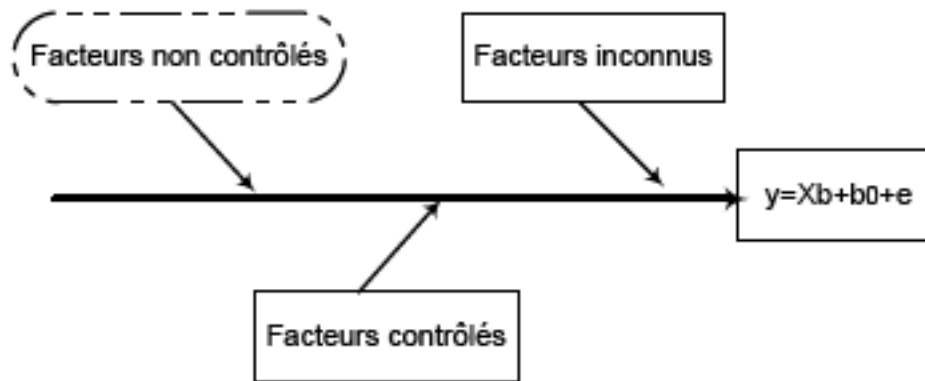 Facteurs non contrôlés
Facteurs inconnus
y=Xb+b0+e
Facteurs contrôlés